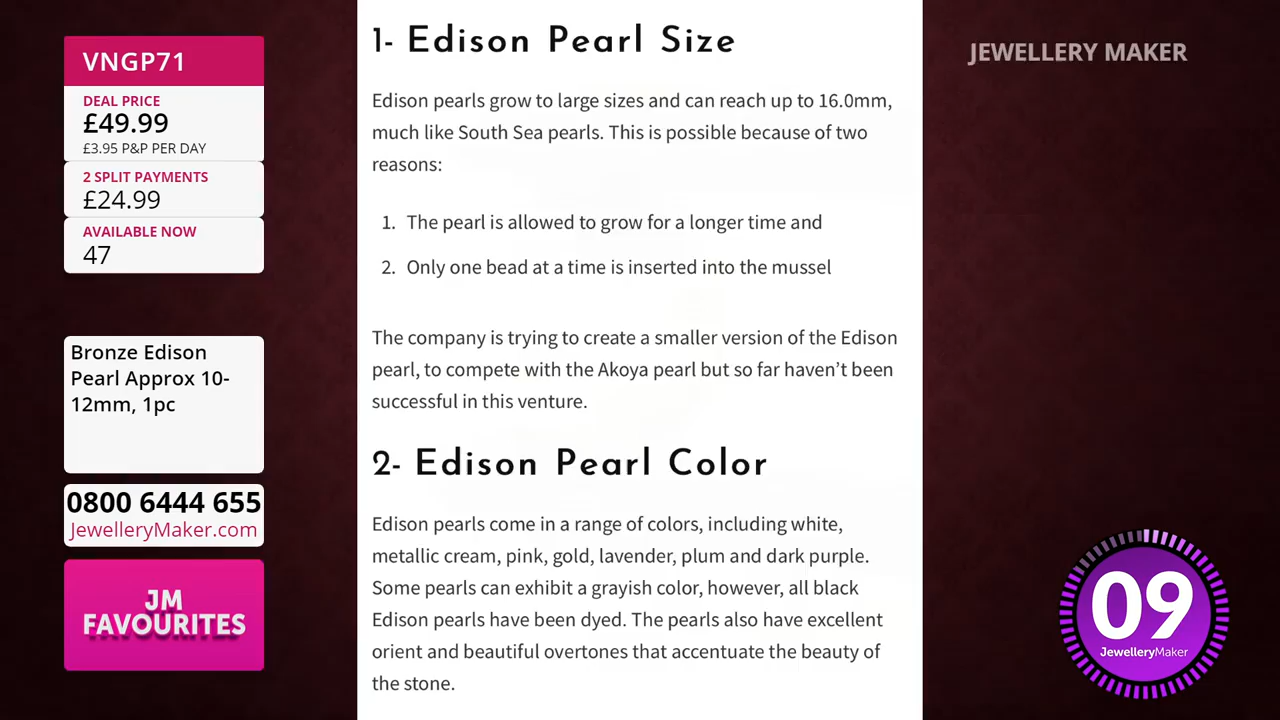 VNGP71
DEAL PRICE
£49.99
£3.95 P&P PER DAY
2 SPLIT PAYMENTS
£24.99
AVAILABLE NOW
47
Bronze Edison
Pearl Approx 10-
12mm, 1pc
0800 6444 655
JewelleryMaker.com
JM
FAVOURITES
1- Edison Pearl Size
Edison pearls grow to large sizes and can reach up to 16.0mm,
much like South Sea pearls. This is possible because of two
reasons:
1. The pearl is allowed to grow for a longer time and
2. Only one bead at a time is inserted into the mussel
The company is trying to create a smaller version of the Edison
pearl, to compete with the Akoya pearl but so far haven’t been
successful in this venture.
2- Edison Pearl Color
Edison pearls come in a range of colors, including white,
metallic cream, pink, gold, lavender, plum and dark purple.
Some pearls can exhibit a grayish color, however, all black
Edison pearls have been dyed. The pearls also have excellent
orient and beautiful overtones that accentuate the beauty of
the stone.
JEWELLERY MAKER
09
JewelleryMaker